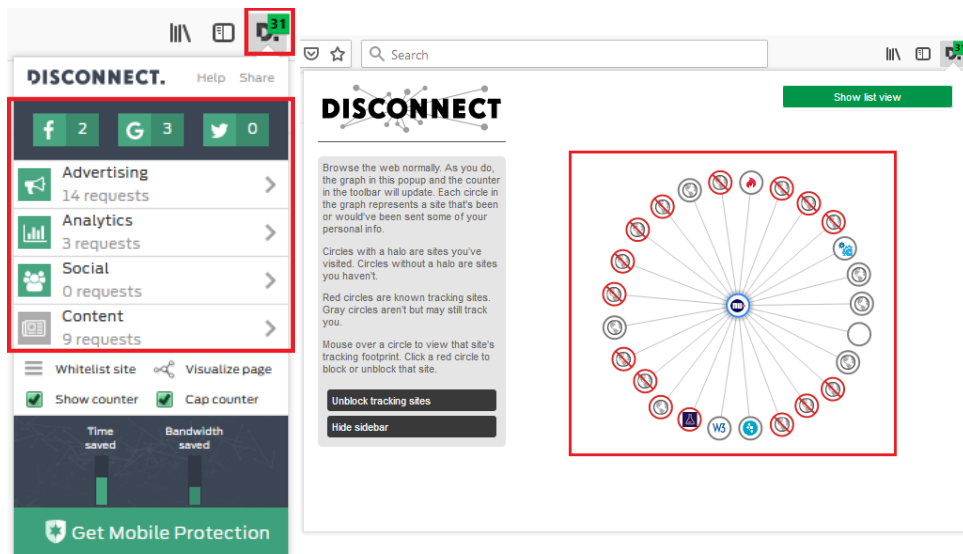 31
DISCONNECT.
Help Share
f 2 G 3 0
Advertising
14 requests
Analytics
3 requests
Social
0 requests
Content
9 requests
Whitelist site Visualize page
Show counter Cap counter
Time
saved
Bandwidth
saved
Get Mobile Protection
Search
DISCONNECT
Show list view
Browse the web normally. As you do,
the graph in this popup and the counter
in the toolbar will update. Each circle in
the graph represents a site that's been
or would've been sent some of your
personal info.
Circles with a halo are sites you've
visited. Circles without a halo are sites
you haven't.
Red circles are known tracking sites.
Gray circles aren't but may still track
you.
Mouse over a circle to view that site's
tracking footprint. Click a red circle to
block or unblock that site.
Unblock tracking sites
Hide sidebar
W3